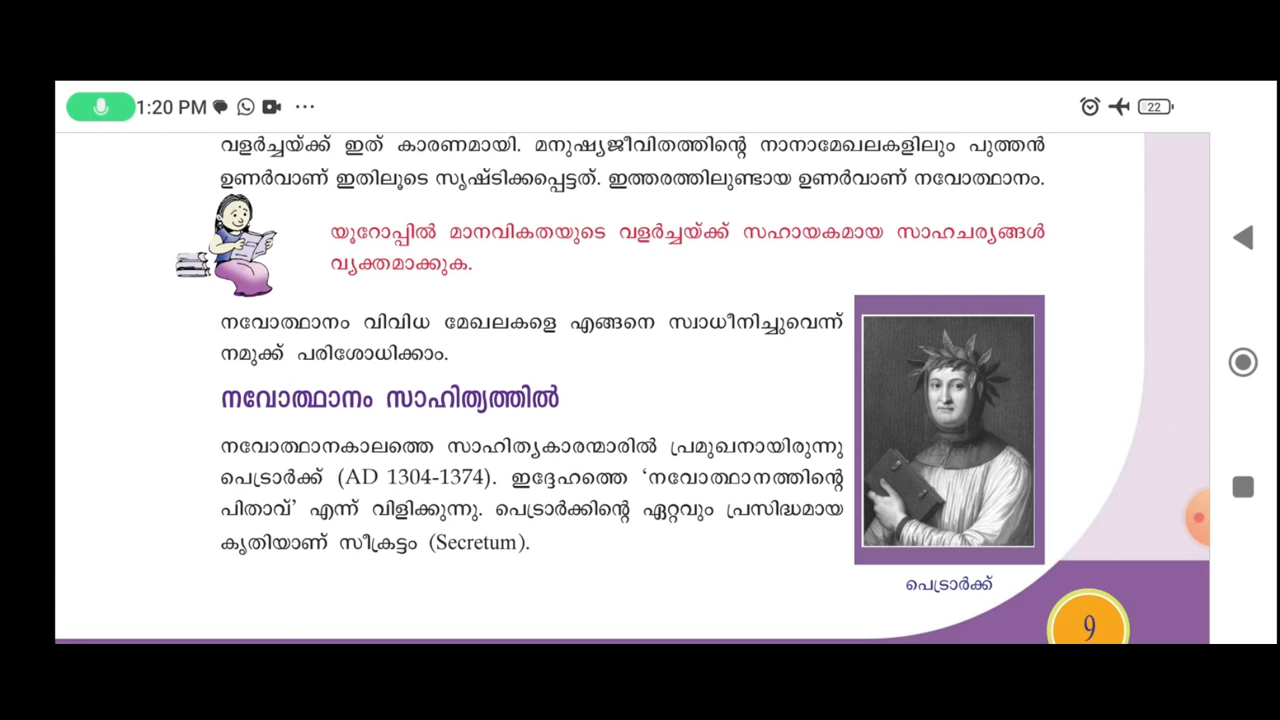 1:20 PM
22
വളർച്ചയ്ക്ക് ഇത് കാരണമായി. മനുഷ്യജീവിതത്തിന്റെ നാനാമേഖലകളിലും പുത്തൻ
ഉണർവാണ് ഇതിലൂടെ സൃഷ്ടിക്കപ്പെട്ടത്. ഇത്തരത്തിലുണ്ടായ ഉണർവാണ് നവോത്ഥാനം.
യൂറോപ്പിൽ മാനവികതയുടെ വളർച്ചയ്ക്ക് സഹായകമായ സാഹചര്യങ്ങൾ
വ്യക്തമാക്കുക.
നവോത്ഥാനം വിവിധ മേഖലകളെ എങ്ങനെ സ്വാധീനിച്ചുവെന്ന്
നമുക്ക് പരിശോധിക്കാം.
നവോത്ഥാനം സാഹിത്യത്തിൽ
നവോത്ഥാനകാലത്തെ സാഹിത്യകാരന്മാരിൽ പ്രമുഖനായിരുന്നു
പെട്രാർക്ക് (AD 1304-1374). ഇദ്ദേഹത്തെ ‘നവോത്ഥാനത്തിന്റെ
പിതാവ്’ എന്ന് വിളിക്കുന്നു. പെട്രാർക്കിന്റെ ഏറ്റവും പ്രസിദ്ധമായ
കൃതിയാണ് സീക്രട്ടം (Secretum).
പെട്രാർക്ക്
9